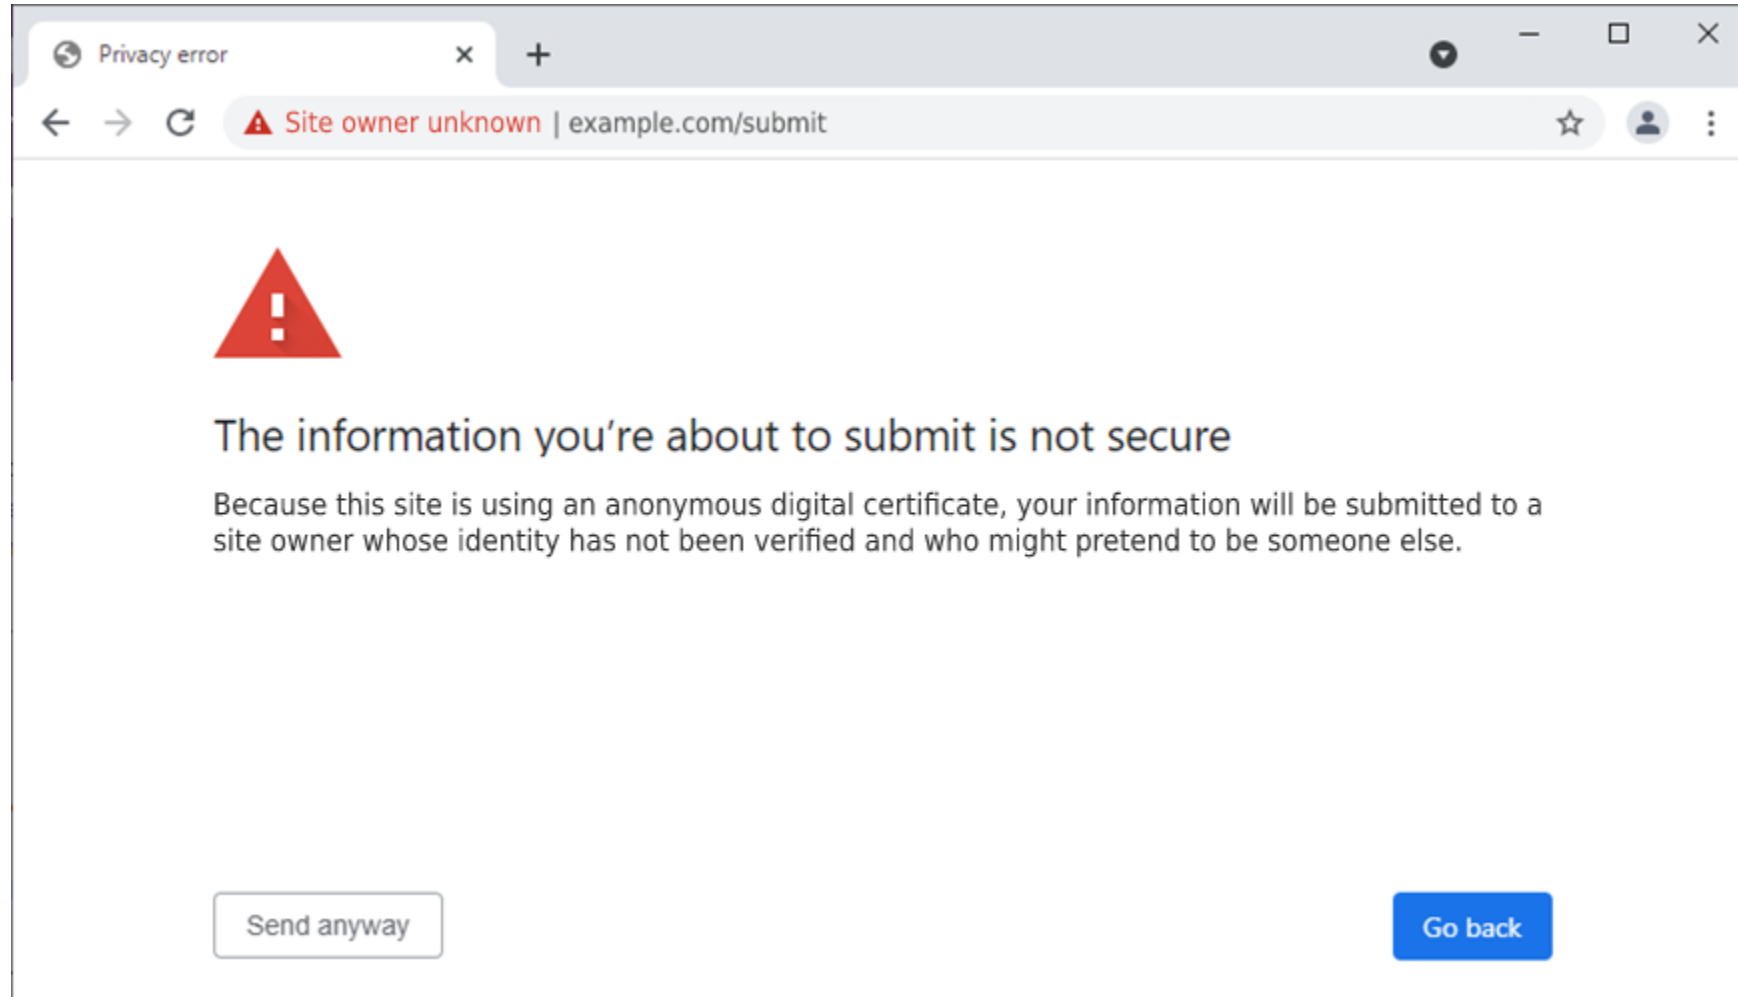 Privacy error
Site owner unknown | example.com/submit
The information you’re about to submit is not secure
Because this site is using an anonymous digital certificate, your information will be submitted to a
site owner whose identity has not been verified and who might pretend to be someone else.
Send anyway
Go back